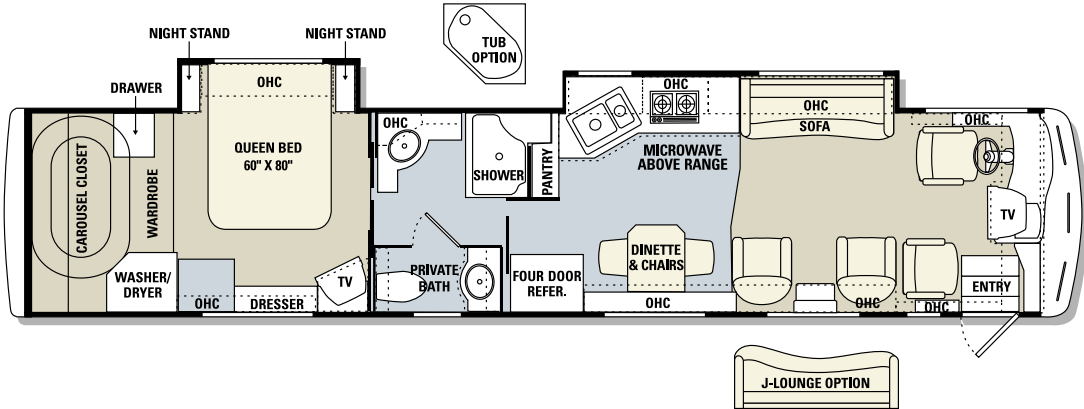 NIGHT STAND
NIGHT STAND
TUB
OPTION
DRAWER
OHC
OHC
OHC
OHC
SOFA
OHC
OHC
QUEEN BED
60" X 80"
CAROUSEL CLOSET
WARDROBE
SHOWER
PANTRY
MICROWAVE
ABOVE RANGE
TV
DINETTE
& CHAIRS
PRIVATE
BATH
WASHER/
DRYER
TV
FOUR DOOR
REFER.
ENTRY
OHC
DRESSER
OHC
OHC
OHC
J-LOUNGE OPTION